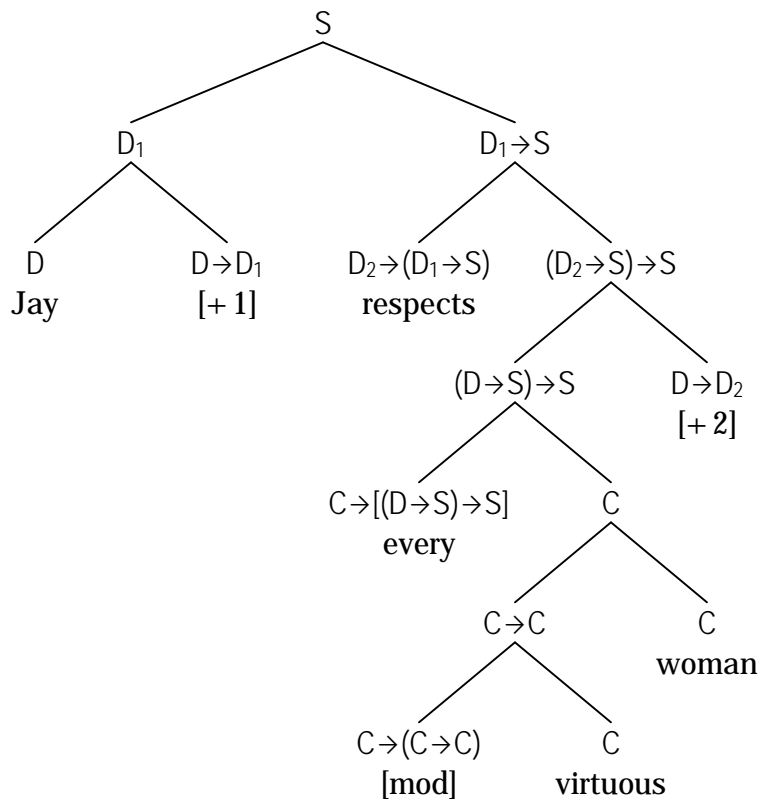 S
D₁ D₁→S
D D→D₁ D₂→(D₁→S) (D₂→S)→S
Jay [+1] respects
(D→S)→S D→D₂
[+2]
C→[(D→S)→S] C
every
C→C C
woman
C→(C→C) C
[mod] virtuous